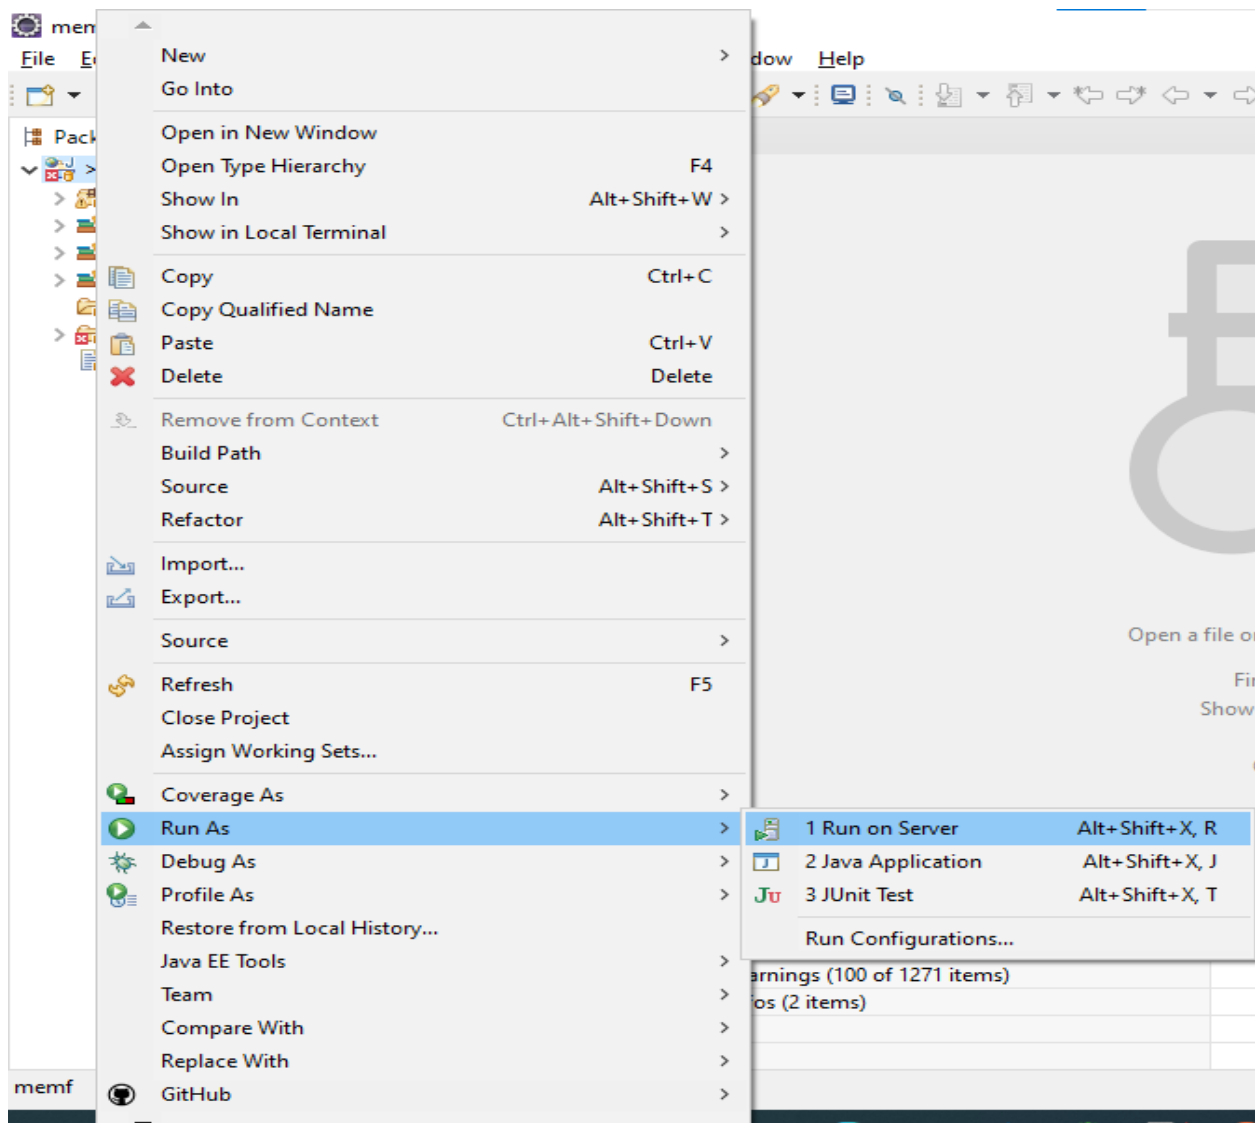 mem
File
New >
dow Help
Go Into
Open in New Window
Pack
Open Type Hierarchy F4
>
Show In Alt+Shift+W >
Show in Local Terminal >
Copy Ctrl+C
Copy Qualified Name
Paste Ctrl+V
Delete Delete
Remove from Context Ctrl+Alt+Shift+Down
Build Path >
Source Alt+Shift+S >
Refactor Alt+Shift+T >
Import...
Export...
Source >
Open a file o
Refresh F5
Fi
Close Project
Show
Assign Working Sets...
Coverage As >
Run As >
1 Run on Server Alt+Shift+X, R
Debug As >
2 Java Application Alt+Shift+X, J
Profile As >
Ju 3 JUnit Test Alt+Shift+X, T
Restore from Local History...
Run Configurations...
Java EE Tools >
arnings (100 of 1271 items)
Team >
fos (2 items)
Compare With >
Replace With >
memf
GitHub >